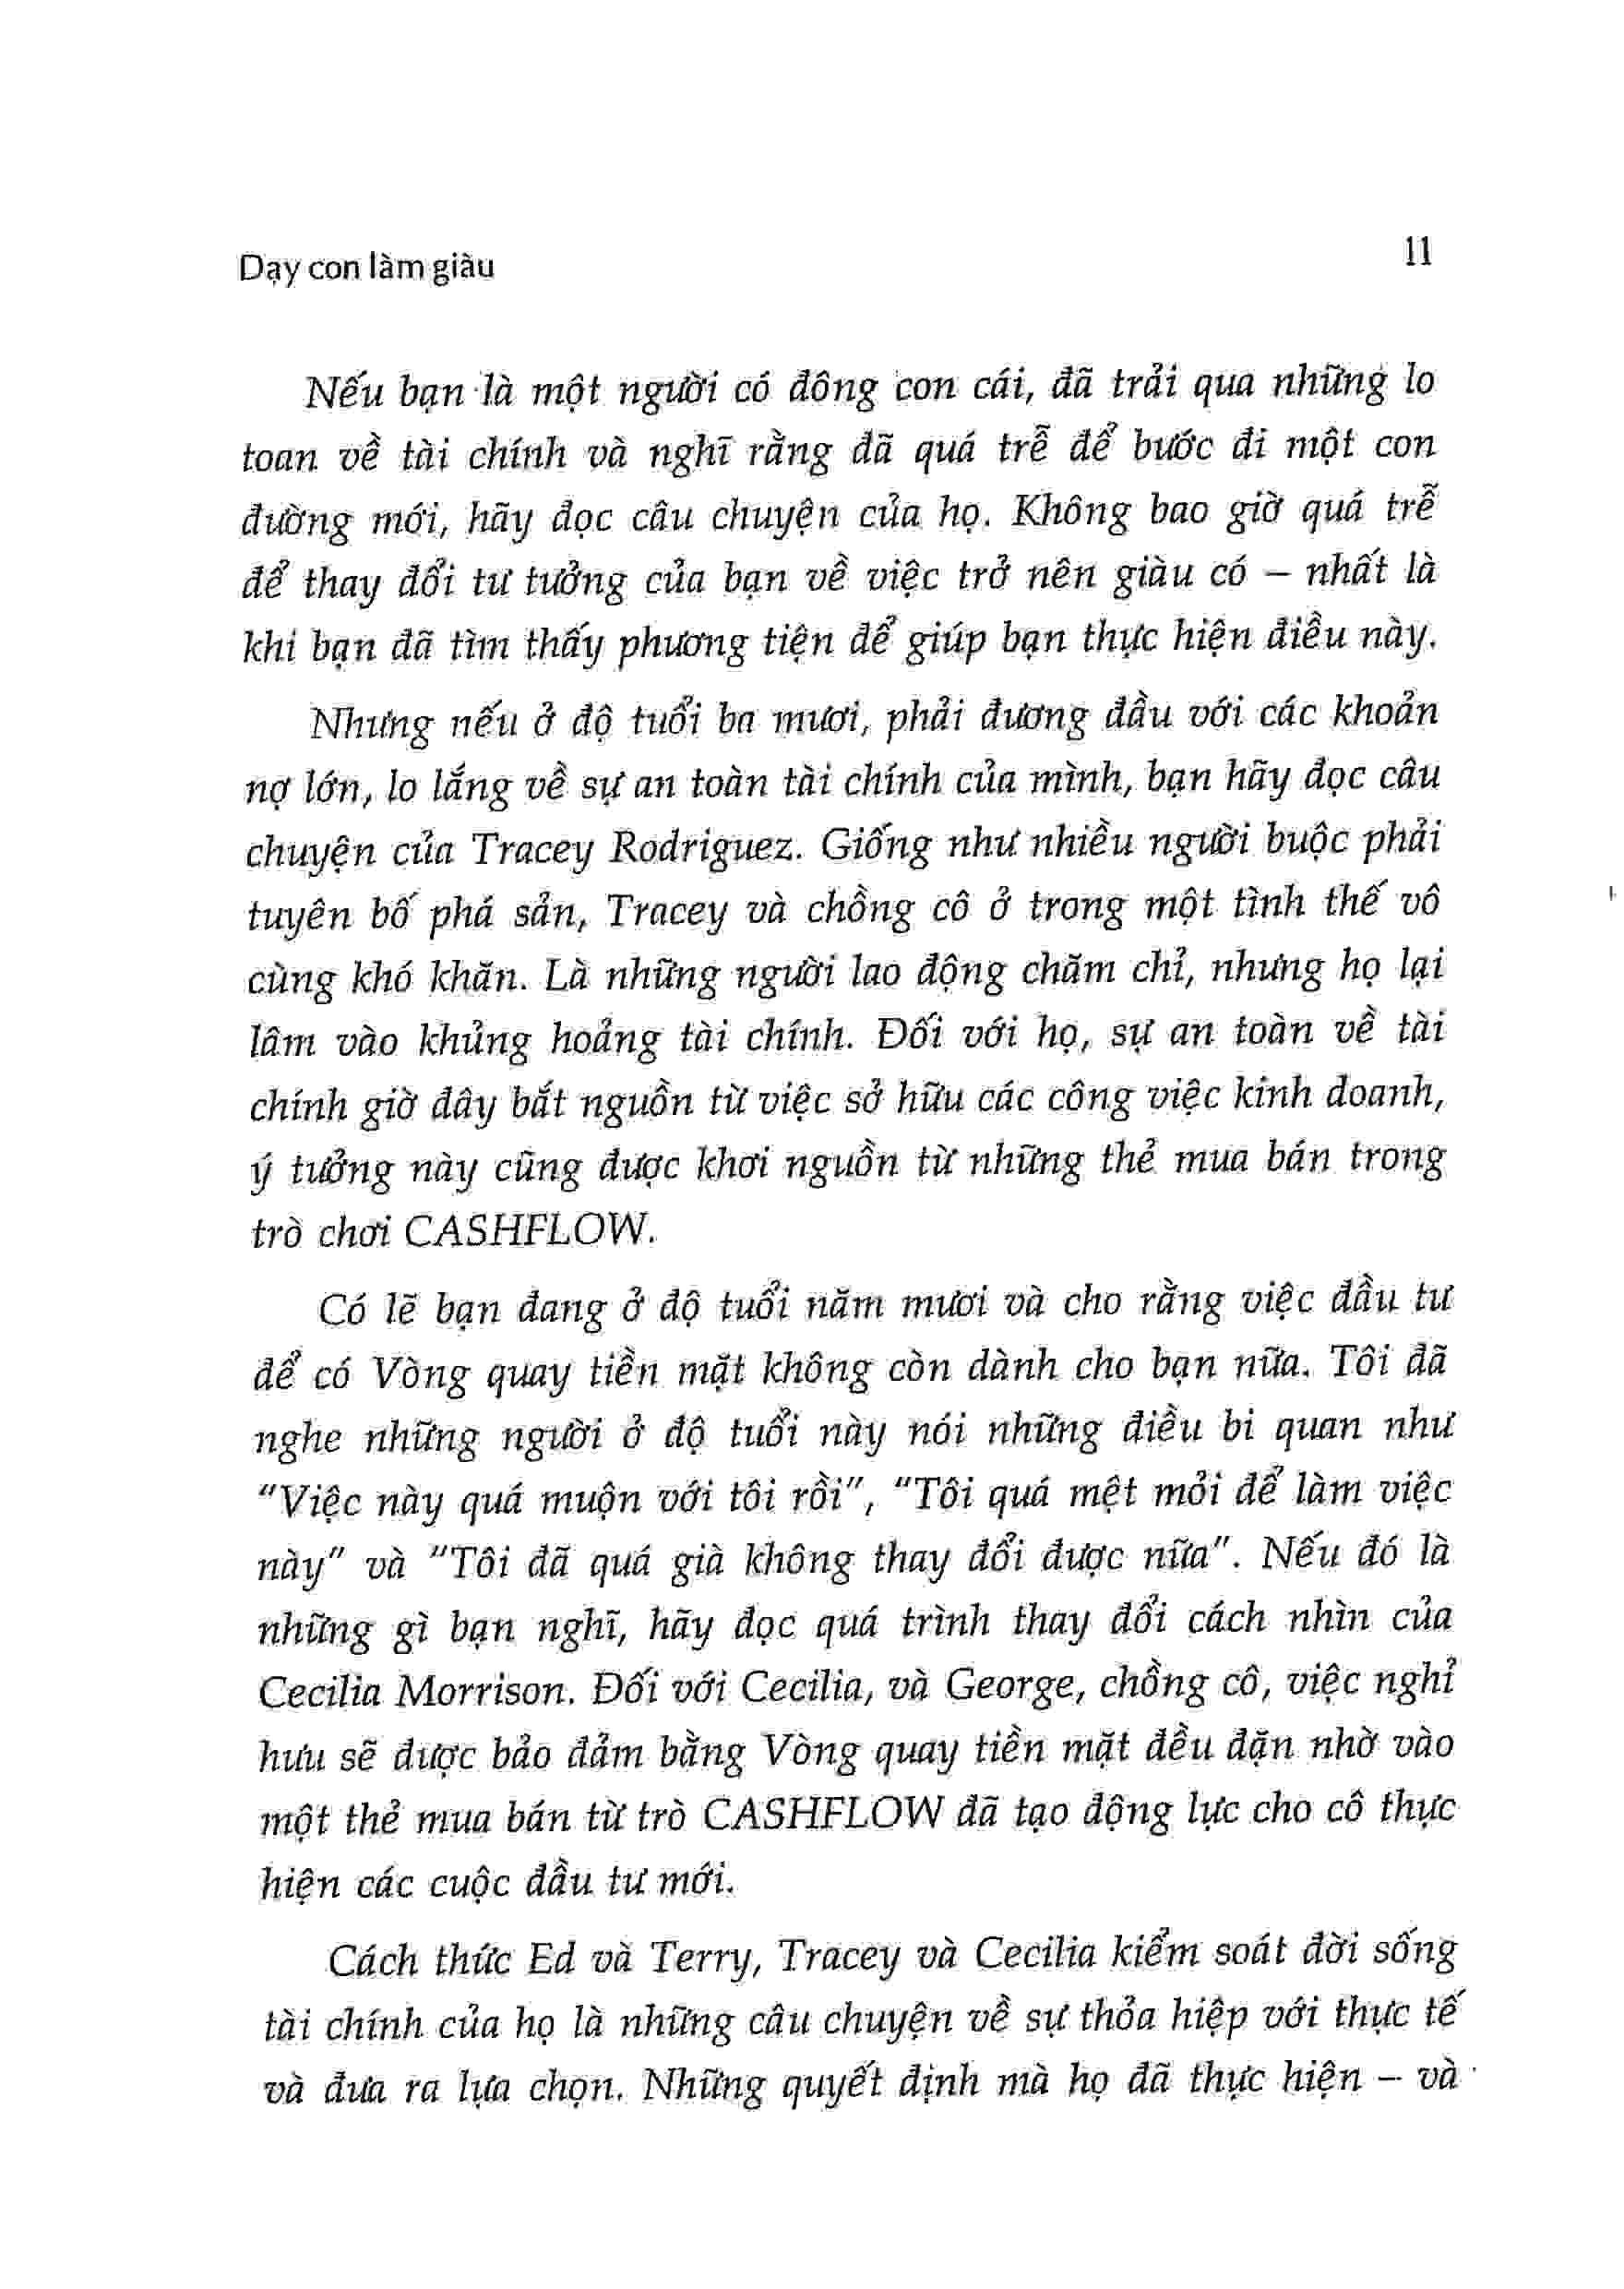 Dạy con làm giàu
11
Nếu bạn là một người có đông con cái, đã trải qua những lo
toan về tài chính và nghĩ rằng đã quá trễ để bước đi một con
đường mới, hãy đọc câu chuyện của họ. Không bao giờ quá trễ
để thay đổi tư tưởng của bạn về việc trở nên giàu có – nhất là
khi bạn đã tìm thấy phương tiện để giúp bạn thực hiện điều này.
Nhưng nếu ở độ tuổi ba mươi, phải đương đầu với các khoản
nợ lớn, lo lắng về sự an toàn tài chính của mình, bạn hãy đọc câu
chuyện của Tracey Rodriguez. Giống như nhiều người buộc phải
tuyên bố phá sản, Tracey và chồng cô ở trong một tình thế vô
cùng khó khăn. Là những người lao động chăm chỉ, nhưng họ lại
lâm vào khủng hoảng tài chính. Đối với họ, sự an toàn về tài
chính giờ đây bắt nguồn từ việc sở hữu các công việc kinh doanh,
ý tưởng này cũng được khơi nguồn từ những thẻ mua bán trong
trò chơi CASHFLOW.
Có lẽ bạn đang ở độ tuổi năm mươi và cho rằng việc đầu tư
để có Vòng quay tiền mặt không còn dành cho bạn nữa. Tôi đã
nghe những người ở độ tuổi này nói những điều bi quan như
“Việc này quá muộn với tôi rồi”, “Tôi quá mệt mỏi để làm việc
này” và “Tôi đã quá già không thay đổi được nữa”. Nếu đó là
những gì bạn nghĩ, hãy đọc quá trình thay đổi cách nhìn của
Cecilia Morrison. Đối với Cecilia, và George, chồng cô, việc nghỉ
hưu sẽ được bảo đảm bằng Vòng quay tiền mặt đều đặn nhờ vào
một thẻ mua bán từ trò CASHFLOW đã tạo động lực cho cô thực
hiện các cuộc đầu tư mới.
Cách thức Ed và Terry, Tracey và Cecilia kiểm soát đời sống
tài chính của họ là những câu chuyện về sự thỏa hiệp với thực tế
và đưa ra lựa chọn. Những quyết định mà họ đã thực hiện – và